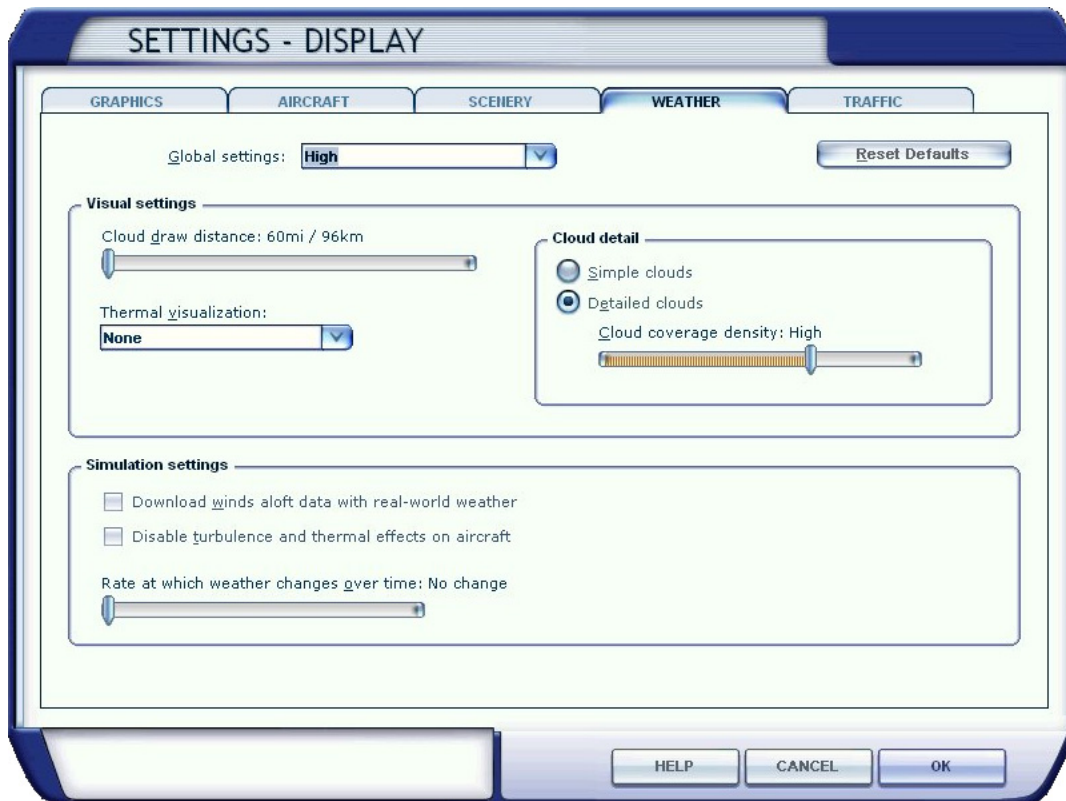 SETTINGS - DISPLAY
GRAPHICS AIRCRAFT SCENERY WEATHER TRAFFIC
Global settings: High Reset Defaults
Visual settings
Cloud draw distance: 60mi / 96km
Thermal visualization:
None
Cloud detail
Simple clouds
Detailed clouds
Cloud coverage density: High
Simulation settings
Download winds aloft data with real-world weather
Disable turbulence and thermal effects on aircraft
Rate at which weather changes over time: No change
HELP CANCEL OK